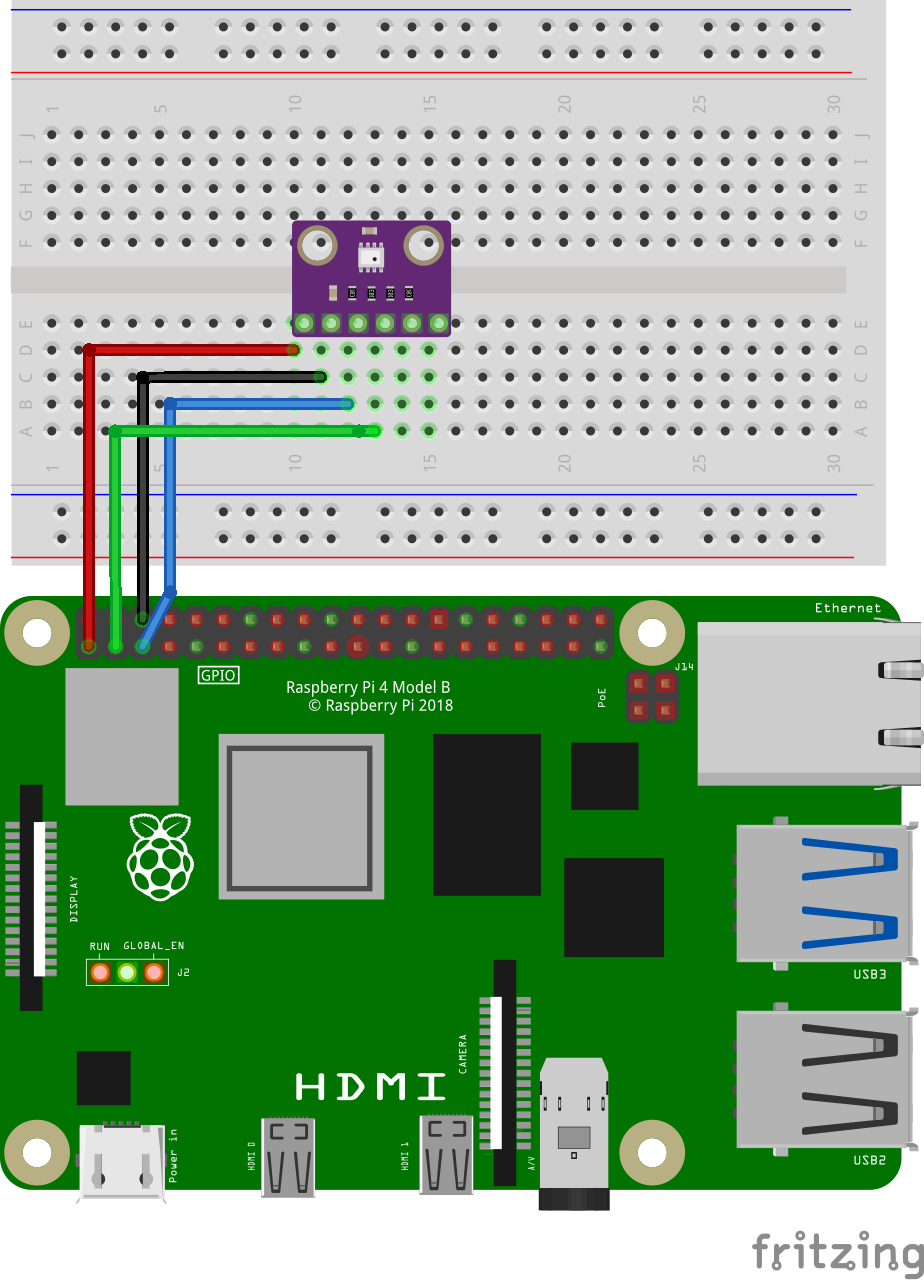 1 5 10 15 20 25 30
J J
I I
H H
G G
F F
E E
D D
C C
B B
A A
1 5 10 15 20 25 30
Ethernet
GPIO
J14
Raspberry Pi 4 Model B
© Raspberry Pi 2018
PoE
DISPLAY
RUN GLOBAL_EN
J2
USB3
CAMERA
HDMI
Power in
HDMI 0
HDMI 1
A/V
USB2
fritzing